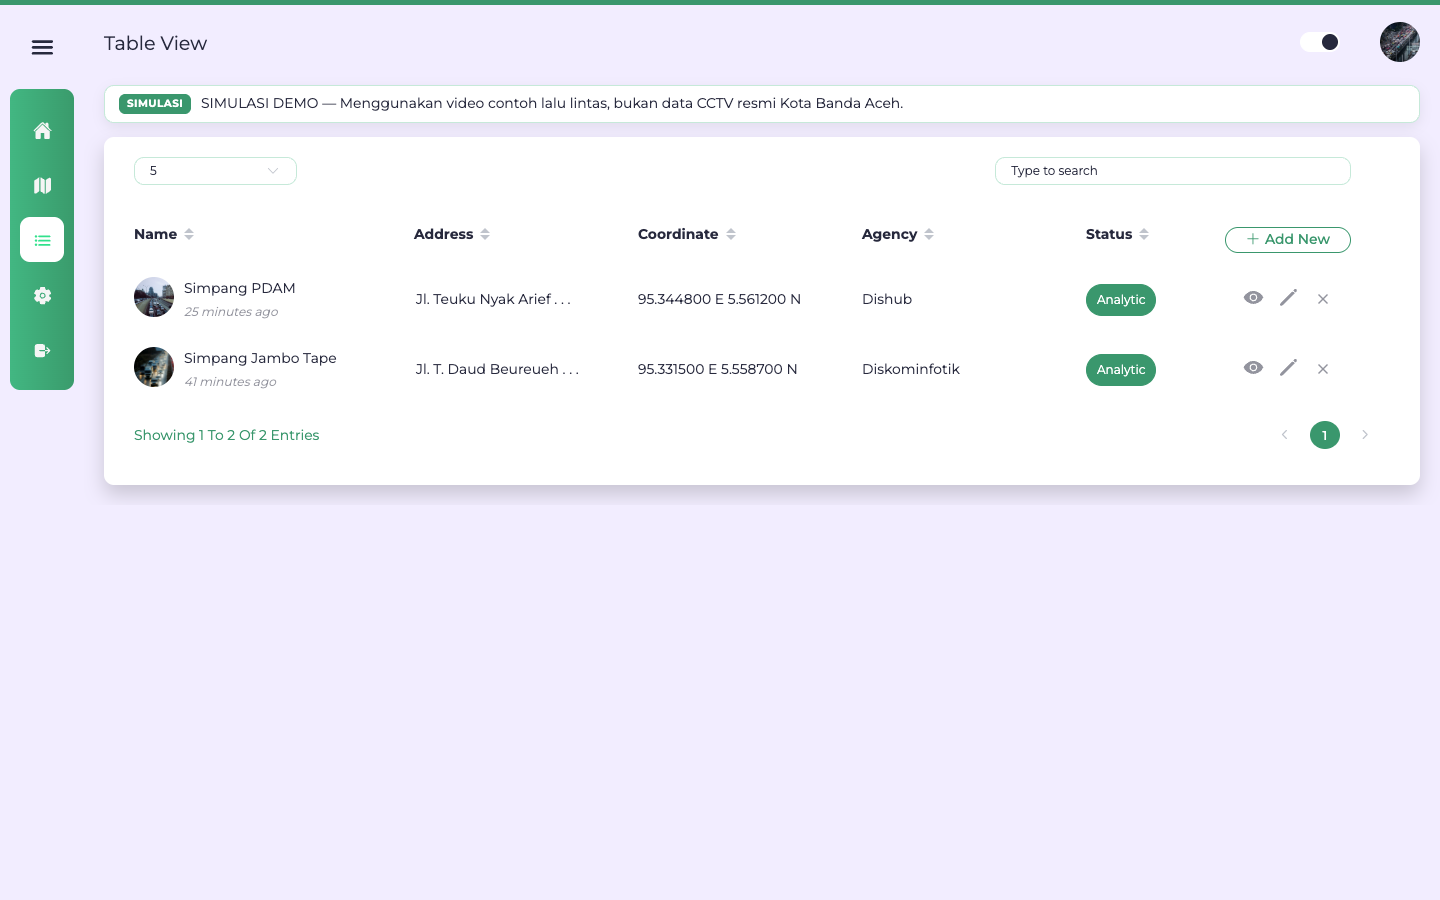 Table View
SIMULASI SIMULASI DEMO — Menggunakan video contoh lalu lintas, bukan data CCTV resmi Kota Banda Aceh.
5 Type to search
Name Address Coordinate Agency Status + Add New
Simpang PDAM
25 minutes ago
Jl. Teuku Nyak Arief . . . 95.344800 E 5.561200 N Dishub Analytic
Simpang Jambo Tape
41 minutes ago
Jl. T. Daud Beureueh . . . 95.331500 E 5.558700 N Diskominfotik Analytic
Showing 1 To 2 Of 2 Entries 1